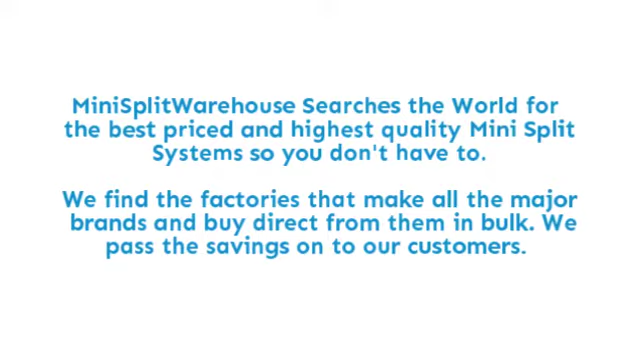 MiniSplitWarehouse Searches the World for
the best priced and highest quality Mini Split
Systems so you don't have to.
We find the factories that make all the major
brands and buy direct from them in bulk. We
pass the savings on to our customers.